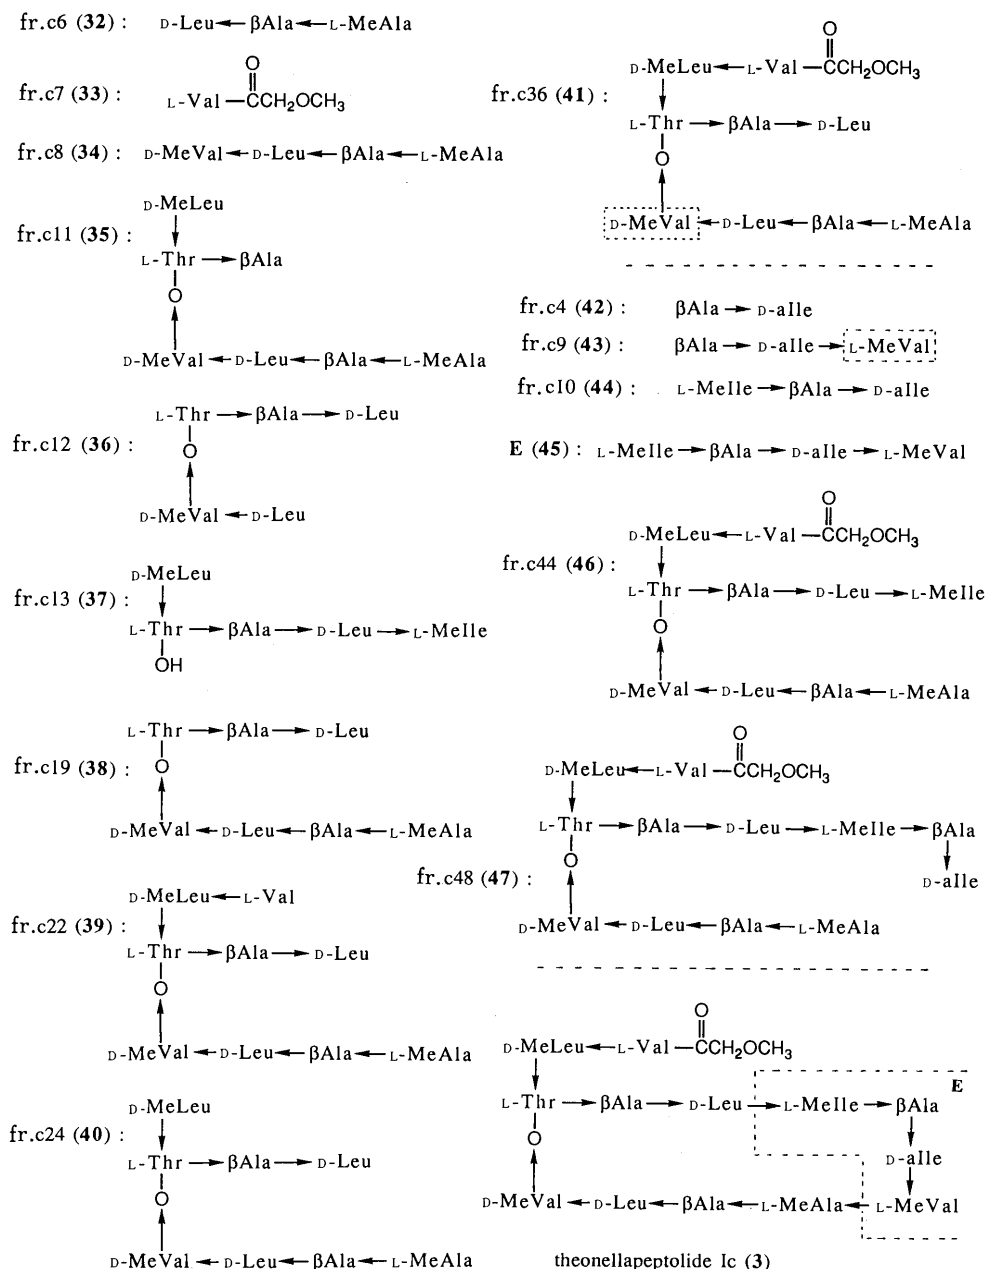 fr.c6 (32) : D-Leu←βAla←L-MeAla
fr.c7 (33) : L-Val—CCH2OCH3
O
fr.c8 (34) : D-MeVal←D-Leu←βAla←L-MeAla
D-MeLeu
fr.c11 (35) : L-Thr→βAla
O
D-MeVal←D-Leu←βAla←L-MeAla
fr.c12 (36) : L-Thr→βAla→D-Leu
O
D-MeVal←D-Leu
D-MeLeu
fr.c13 (37) : L-Thr→βAla→D-Leu→L-MeIle
OH
L-Thr→βAla→D-Leu
fr.c19 (38) : O
D-MeVal←D-Leu←βAla←L-MeAla
D-MeLeu←L-Val
fr.c22 (39) : L-Thr→βAla→D-Leu
O
D-MeVal←D-Leu←βAla←L-MeAla
D-MeLeu
fr.c24 (40) : L-Thr→βAla→D-Leu
O
D-MeVal←D-Leu←βAla←L-MeAla
O
D-MeLeu←L-Val—CCH2OCH3
fr.c36 (41) : L-Thr→βAla→D-Leu
O
D-MeVal←D-Leu←βAla←L-MeAla
fr.c4 (42) : βAla→D-aIle
fr.c9 (43) : βAla→D-aIle→L-MeVal
fr.c10 (44) : L-MeIle→βAla→D-aIle
E (45) : L-MeIle→βAla→D-aIle→L-MeVal
O
D-MeLeu←L-Val—CCH2OCH3
fr.c44 (46) : L-Thr→βAla→D-Leu→L-MeIle
O
D-MeVal←D-Leu←βAla←L-MeAla
O
D-MeLeu←L-Val—CCH2OCH3
L-Thr→βAla→D-Leu→L-MeIle→βAla
O
D-aIle
fr.c48 (47) :
D-MeVal←D-Leu←βAla←L-MeAla
O
D-MeLeu←L-Val—CCH2OCH3
E
L-Thr→βAla→D-Leu→L-MeIle→βAla
O
D-aIle
D-MeVal←D-Leu←βAla←L-MeAla←L-MeVal
theonellapeptolide Ic (3)